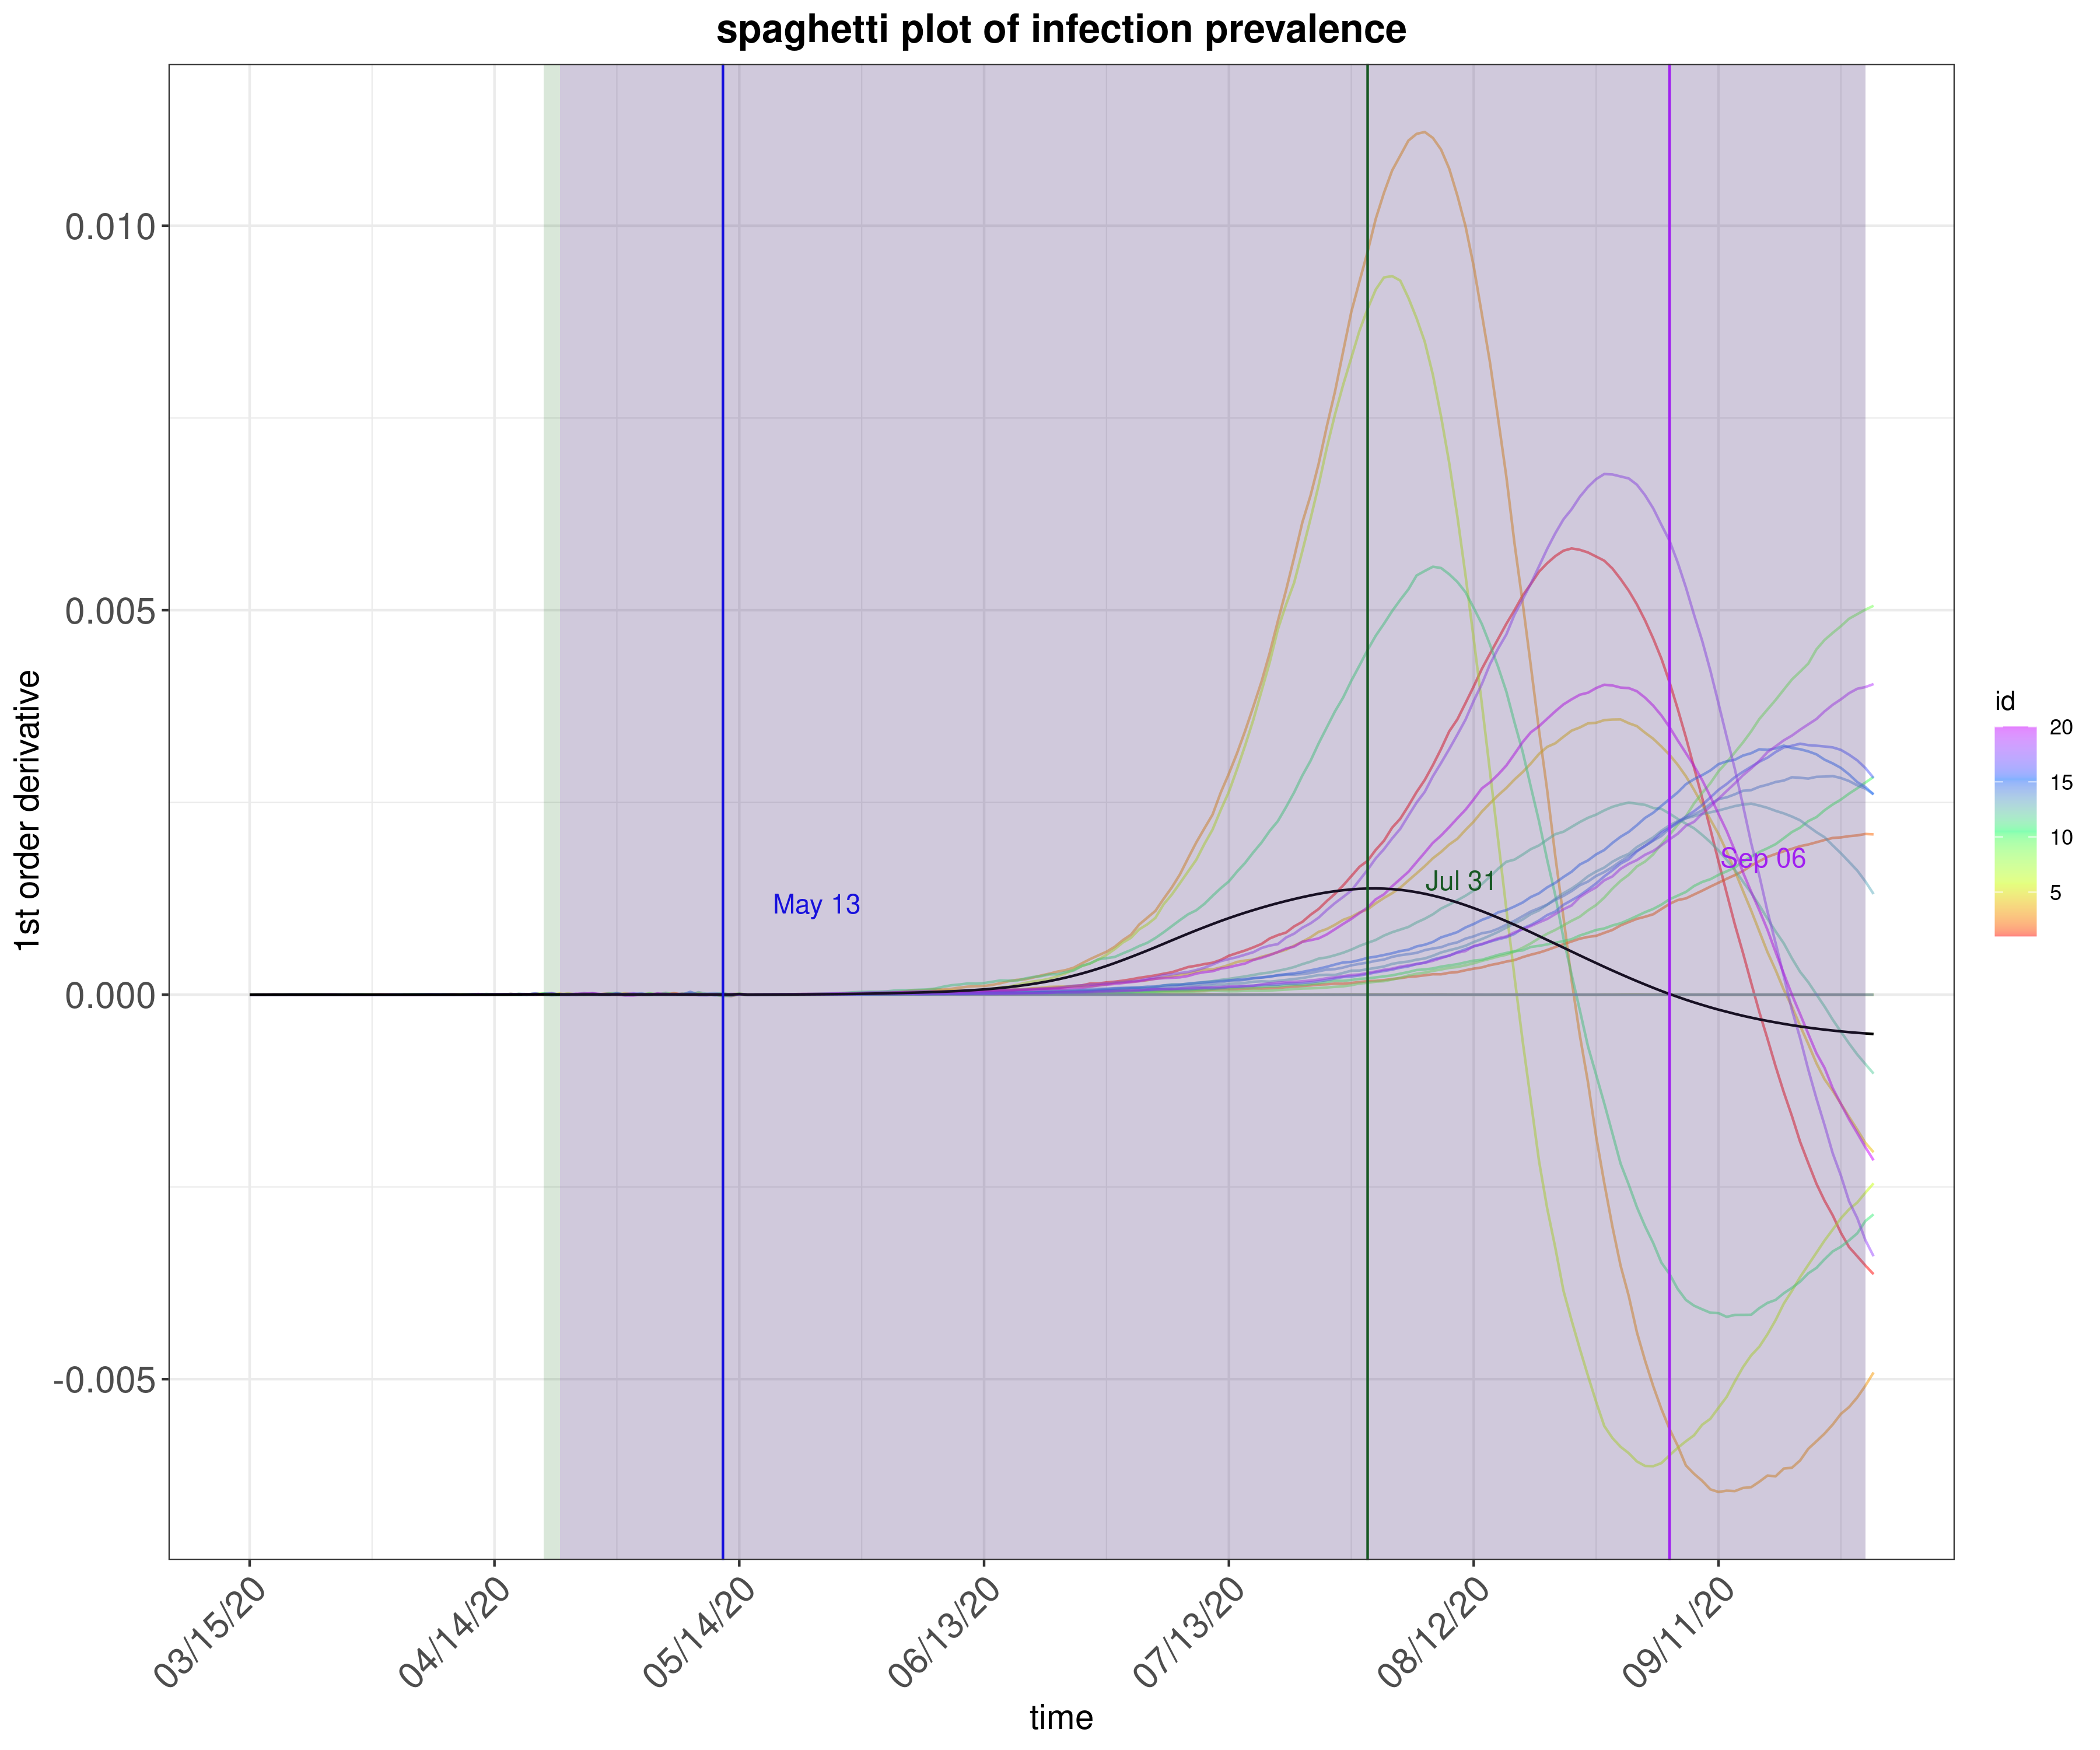 spaghetti plot of infection prevalence
1st order derivative
0.010
0.005
0.000
-0.005
May 13
Jul 31
Sep 06
03/15/20
04/14/20
05/14/20
06/13/20
07/13/20
08/12/20
09/11/20
time
id
20
15
10
5